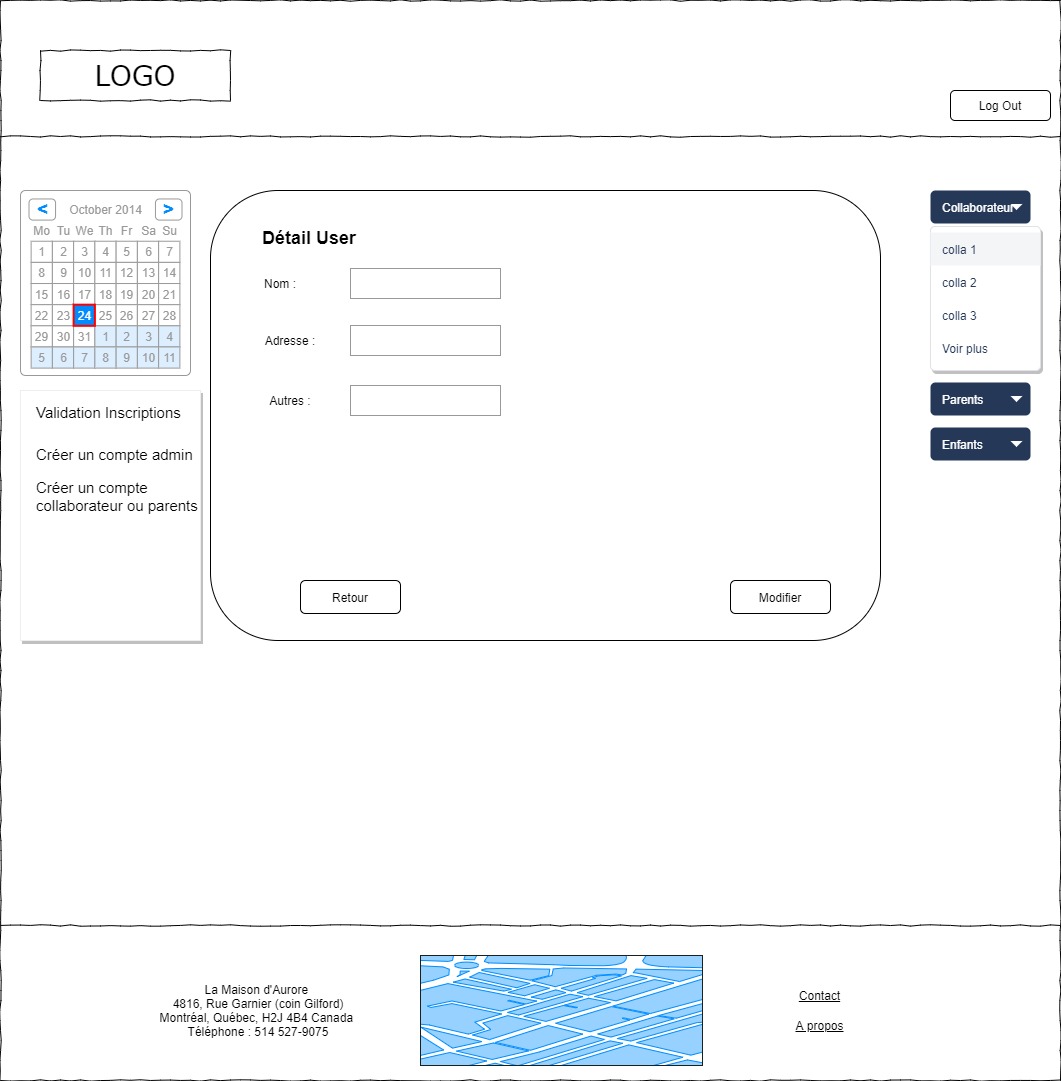 LOGO
Log Out
< October 2014 >
Mo Tu We Th Fr Sa Su
1 2 3 4 5 6 7
8 9 10 11 12 13 14
15 16 17 18 19 20 21
22 23 24 25 26 27 28
29 30 31 1 2 3 4
5 6 7 8 9 10 11
Validation Inscriptions
Créer un compte admin
Créer un compte
collaborateur ou parents
Détail User
Nom :
Adresse :
Autres :
Retour
Modifier
Collaborateur
colla 1
colla 2
colla 3
Voir plus
Parents
Enfants
La Maison d'Aurore
4816, Rue Garnier (coin Gilford)
Montréal, Québec, H2J 4B4 Canada
Téléphone : 514 527-9075
Contact
A propos